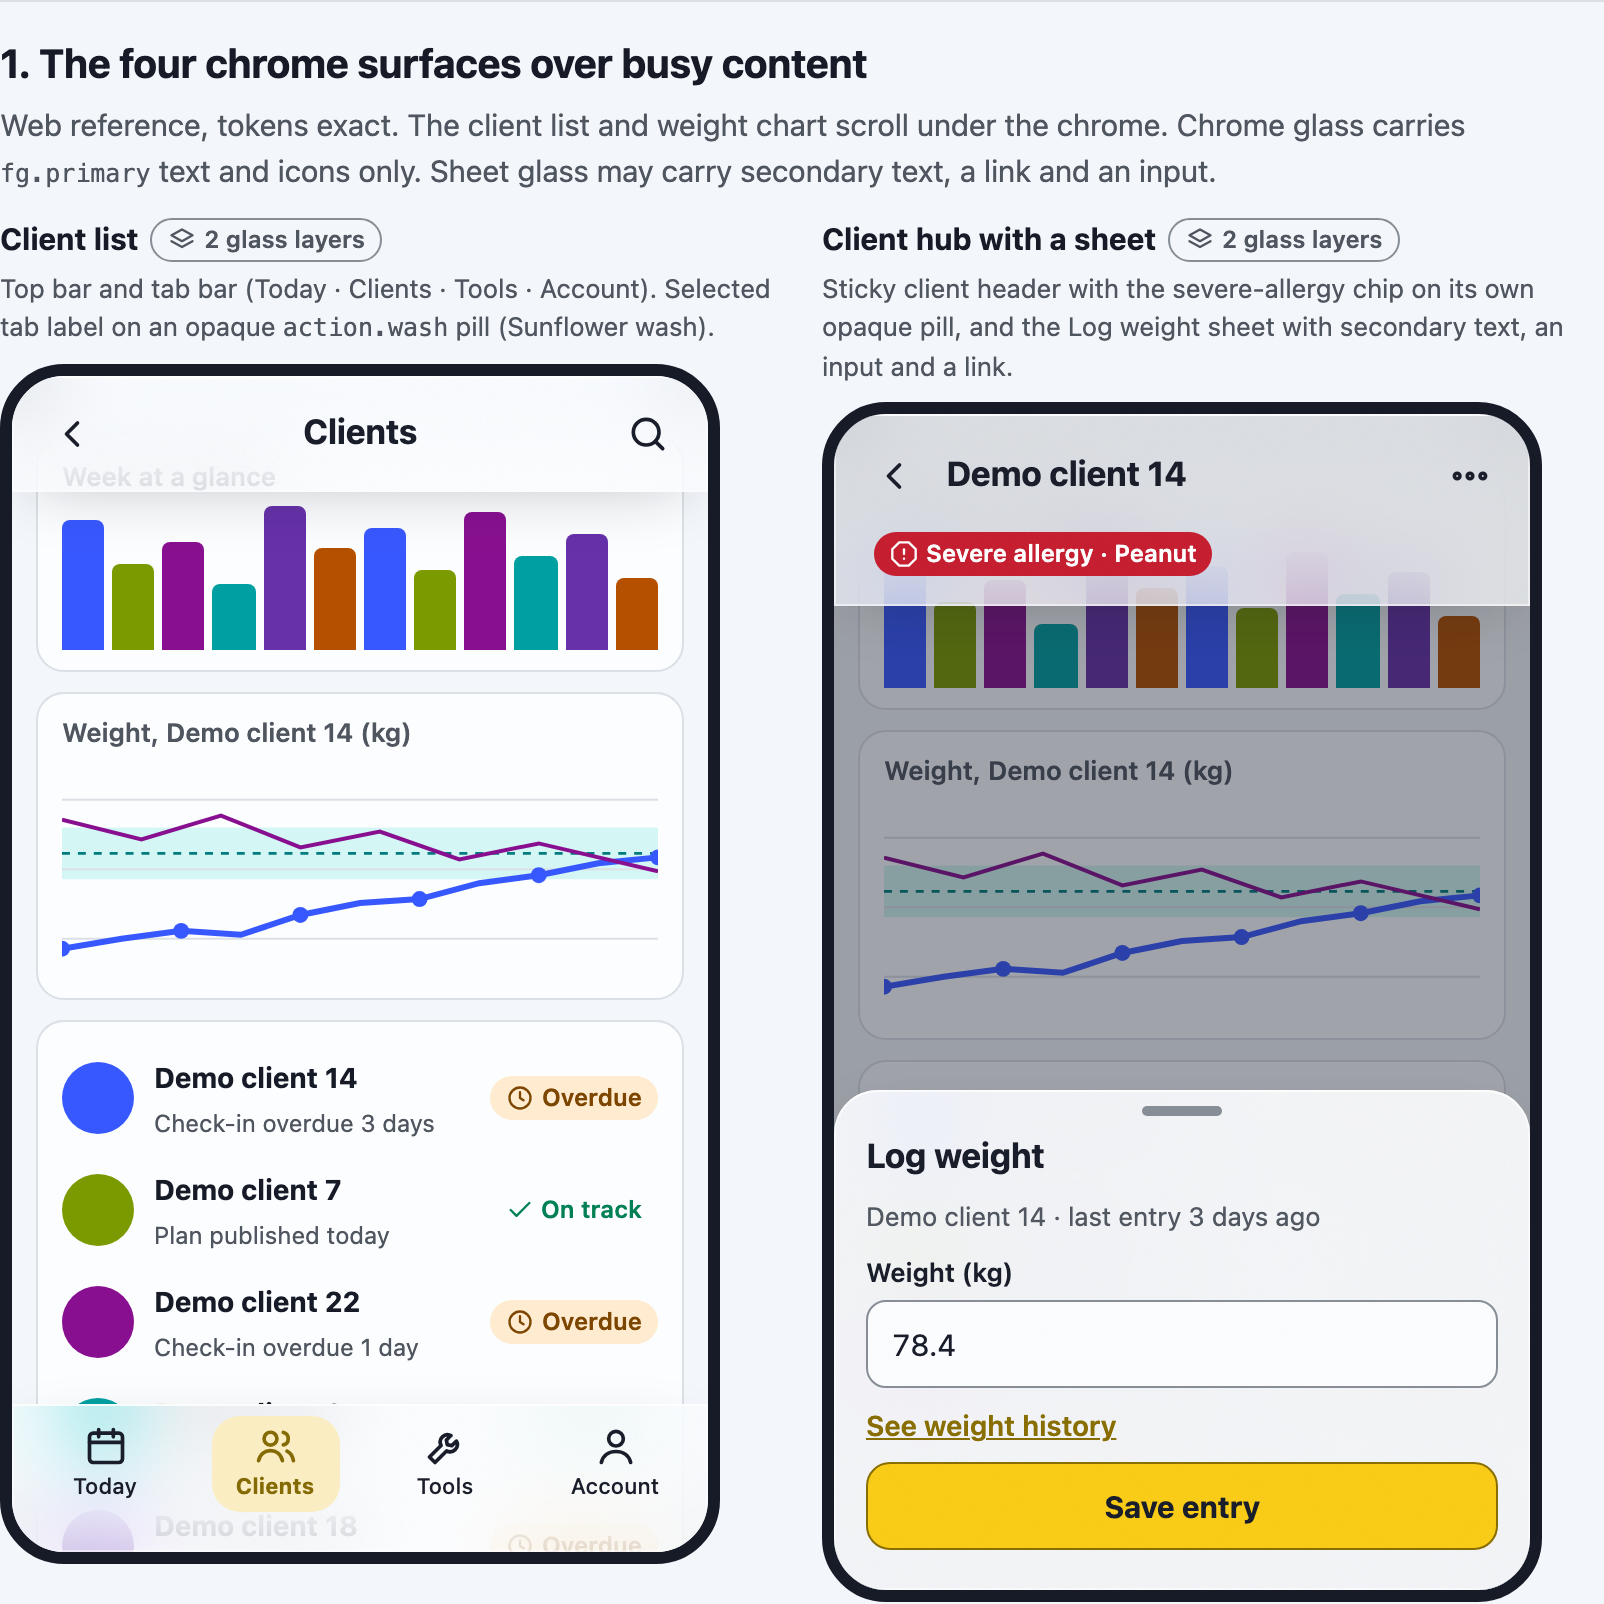 1. The four chrome surfaces over busy content
Web reference, tokens exact. The client list and weight chart scroll under the chrome. Chrome glass carries
fg.primary text and icons only. Sheet glass may carry secondary text, a link and an input.
Client list
2 glass layers
Top bar and tab bar (Today · Clients · Tools · Account). Selected
tab label on an opaque action.wash pill (Sunflower wash).
Clients
Week at a glance
Weight, Demo client 14 (kg)
Demo client 14
Check-in overdue 3 days
Overdue
Demo client 7
Plan published today
On track
Demo client 22
Check-in overdue 1 day
Overdue
Today
Clients
Tools
Account
Demo client 18
Overdue
Client hub with a sheet
2 glass layers
Sticky client header with the severe-allergy chip on its own
opaque pill, and the Log weight sheet with secondary text, an
input and a link.
Demo client 14
Severe allergy · Peanut
Weight, Demo client 14 (kg)
Log weight
Demo client 14 · last entry 3 days ago
Weight (kg)
78.4
See weight history
Save entry